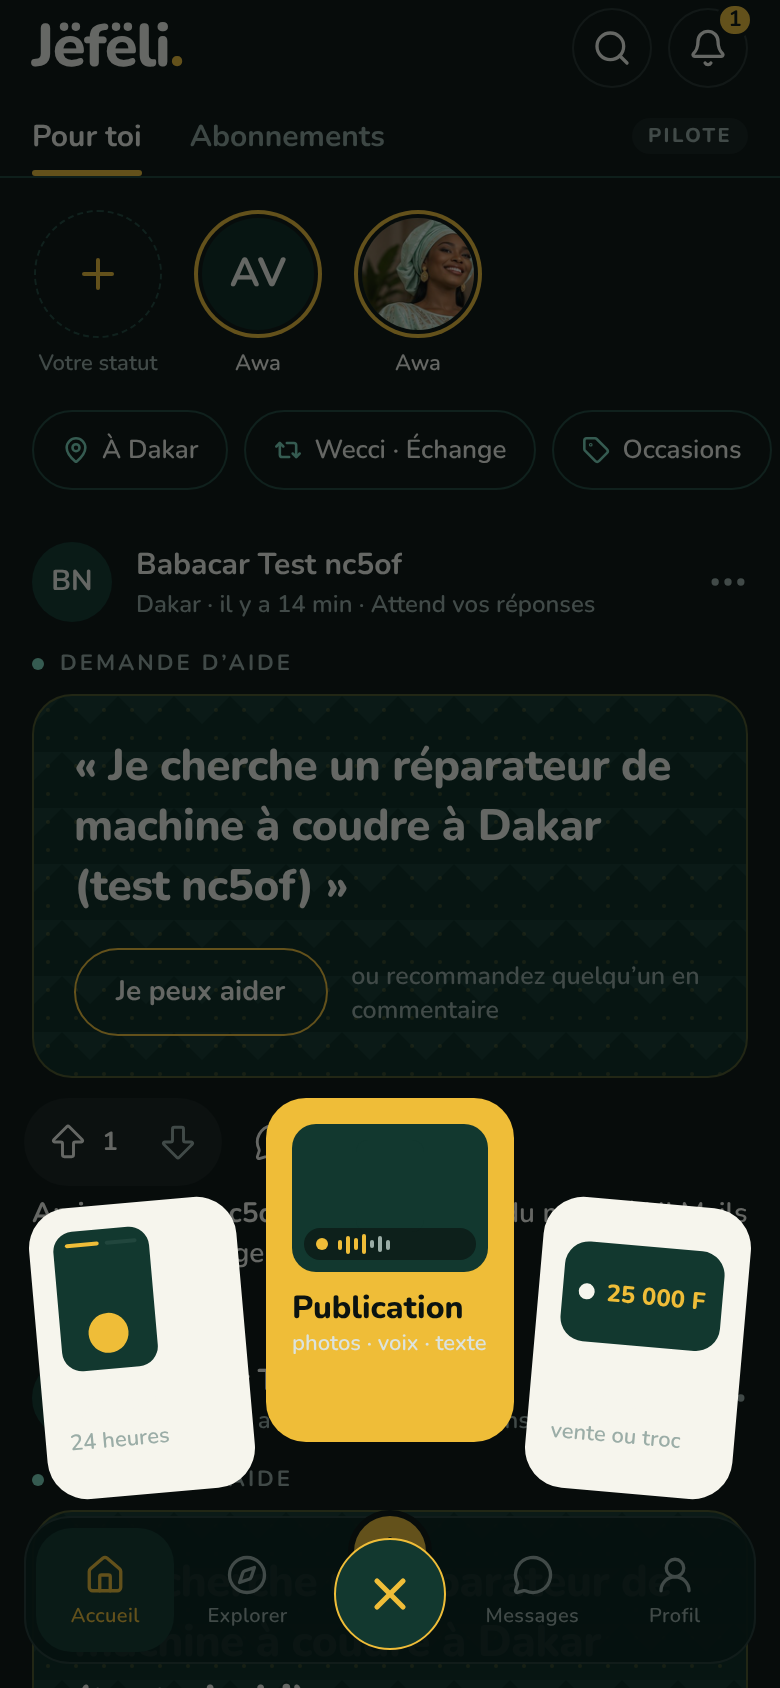 Jëfëli.
1
Pour toi
Abonnements
PILOTE
AV
Votre statut
Awa
Awa
À Dakar
Wecci · Échange
Occasions
BN
Babacar Test nc5of
Dakar · il y a 14 min · Attend vos réponses
DEMANDE D’AIDE
« Je cherche un réparateur de
machine à coudre à Dakar
(test nc5of) »
Je peux aider
ou recommandez quelqu’un en
commentaire
1
25 000 F
Publication
photos · voix · texte
24 heures
vente ou troc
Accueil
Explorer
Messages
Profil